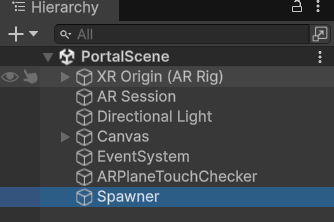 Hierarchy
All
PortalScene
XR Origin (AR Rig)
AR Session
Directional Light
Canvas
EventSystem
ARPlaneTouchChecker
Spawner